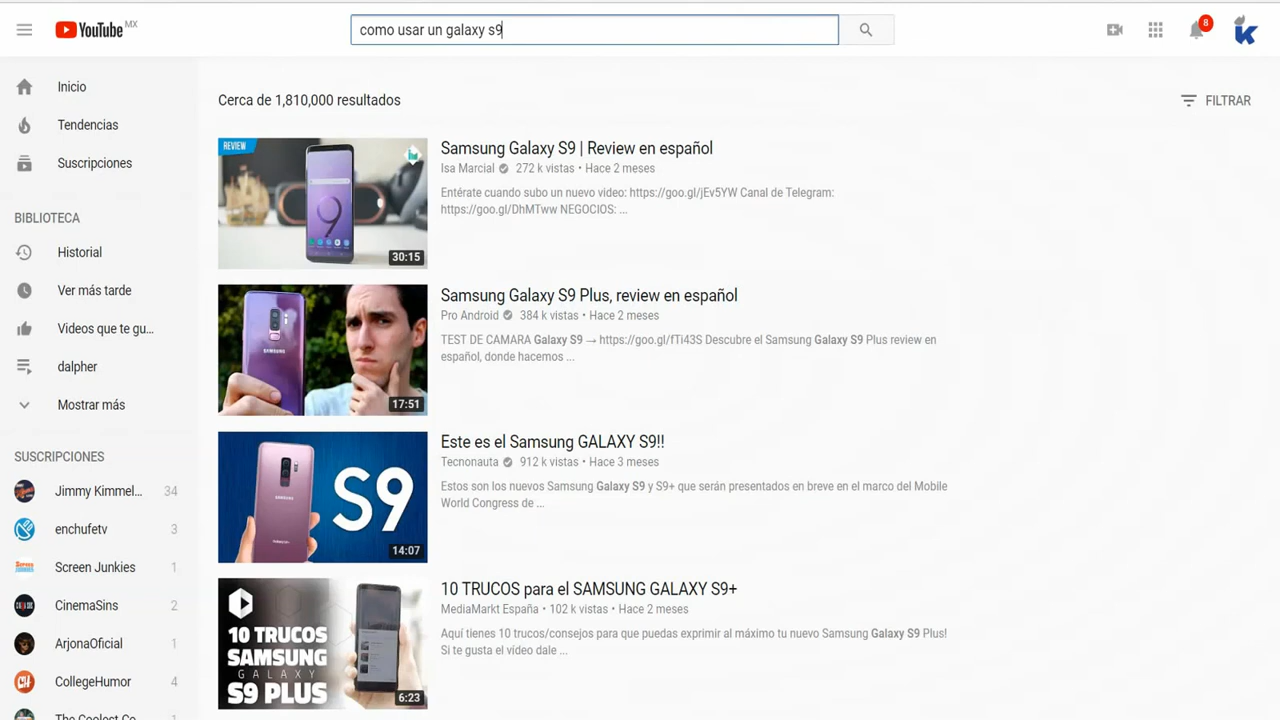 YouTube MX
como usar un galaxy s9
8
Inicio
Tendencias
Suscripciones
BIBLIOTECA
Historial
Ver más tarde
Videos que te gu...
dalpher
Mostrar más
SUSCRIPCIONES
Jimmy Kimmel... 34
enchufetv 3
Screen Junkies 1
CinemaSins 2
ArjonaOficial 1
CollegeHumor 4
Cerca de 1,810,000 resultados
FILTRAR
REVIEW
30:15
Samsung Galaxy S9 | Review en español
Isa Marcial 272 k vistas • Hace 2 meses
Entérate cuando subo un nuevo video: https://goo.gl/jEv5YW Canal de Telegram:
https://goo.gl/DhMTww NEGOCIOS: ...
SAMSUNG
17:51
Samsung Galaxy S9 Plus, review en español
Pro Android 384 k vistas • Hace 2 meses
TEST DE CAMARA Galaxy S9 → https://goo.gl/fTi43S Descubre el Samsung Galaxy S9 Plus review en
español, donde hacemos ...
S9
14:07
Este es el Samsung GALAXY S9!!
Tecnonauta 912 k vistas • Hace 3 meses
Estos son los nuevos Samsung Galaxy S9 y S9+ que serán presentados en breve en el marco del Mobile
World Congress de ...
10 TRUCOS
SAMSUNG
GALAXY
S9 PLUS
6:23
10 TRUCOS para el SAMSUNG GALAXY S9+
MediaMarkt España • 102 k vistas • Hace 2 meses
Aquí tienes 10 trucos/consejos para que puedas exprimir al máximo tu nuevo Samsung Galaxy S9 Plus!
Si te gusta el vídeo dale ...